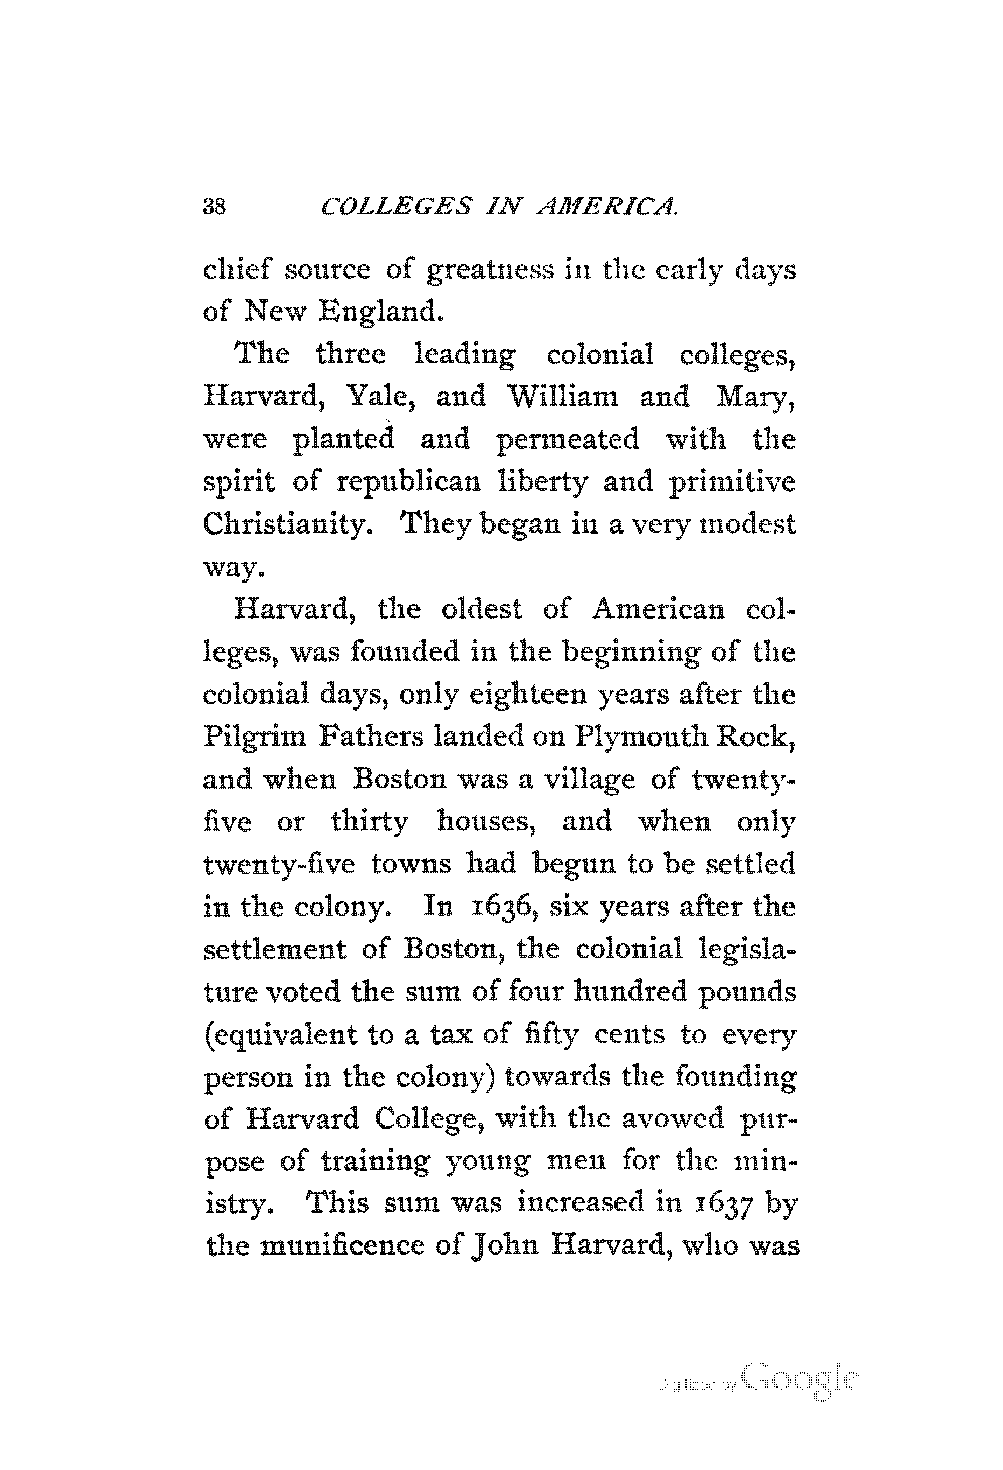 38 COLLEGES IN AMERICA.
chief source of greatness in the early days
of New England.
The three leading colonial colleges,
Harvard, Yale, and William and Mary,
were planted and permeated with the
spirit of republican liberty and primitive
Christianity. They began in a very modest
way.
Harvard, the oldest of American col-
leges, was founded in the beginning of the
colonial days, only eighteen years after the
Pilgrim Fathers landed on Plymouth Rock,
and when Boston was a village of twenty-
five or thirty houses, and when only
twenty-five towns had begun to be settled
in the colony. In 1636, six years after the
settlement of Boston, the colonial legisla-
ture voted the sum of four hundred pounds
(equivalent to a tax of fifty cents to every
person in the colony) towards the founding
of Harvard College, with the avowed pur-
pose of training young men for the min-
istry. This sum was increased in 1637 by
the munificence of John Harvard, who was
Digitized by Google